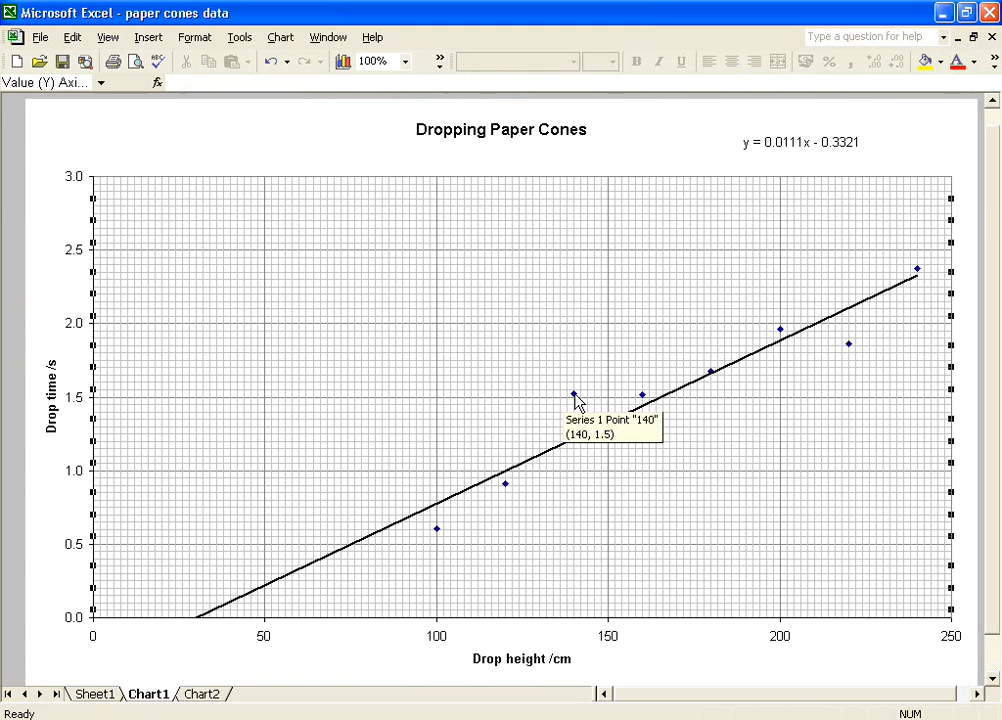 Microsoft Excel - paper cones data
File Edit View Insert Format Tools Chart Window Help
Type a question for help
100%
B I U
% ,
Value (Y) Axi...
fx
Dropping Paper Cones
y = 0.0111x - 0.3321
3.0
2.5
2.0
1.5
1.0
0.5
0.0
Drop time /s
Series 1 Point "140"
(140, 1.5)
0 50 100 150 200 250
Drop height /cm
Sheet1 Chart1 Chart2
Ready
NUM